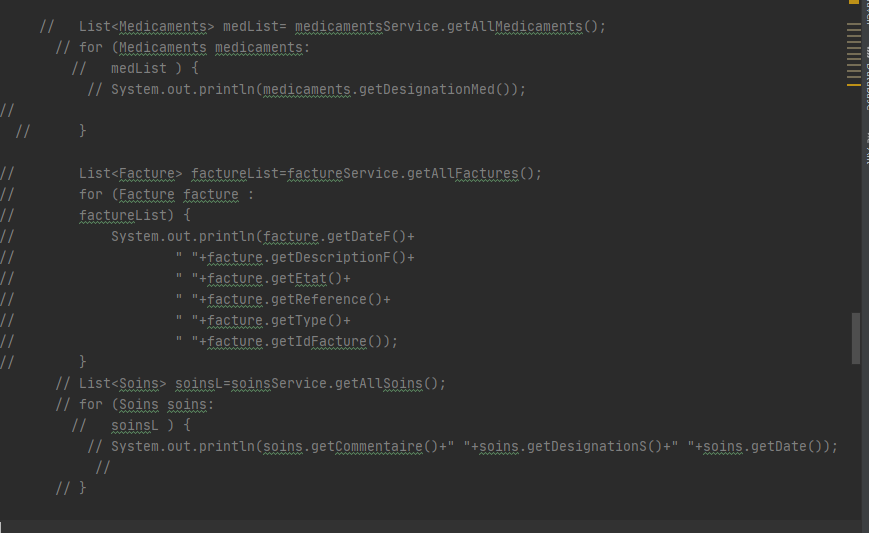 //   List<Medicaments> medList= medicamentsService.getAllMedicaments();
// for (Medicaments medicaments:
//   medList ) {
// System.out.println(medicaments.getDesignationMed());
//
//      }
//        List<Facture> factureList=factureService.getAllFactures();
//        for (Facture facture :
//        factureList) {
//            System.out.println(facture.getDateF()+
//                    " "+facture.getDescriptionF()+
//                    " "+facture.getEtat()+
//                    " "+facture.getReference()+
//                    " "+facture.getType()+
//                    " "+facture.getIdFacture());
//        }
// List<Soins> soinsL=soinsService.getAllSoins();
// for (Soins soins:
//   soinsL ) {
// System.out.println(soins.getCommentaire()+" "+soins.getDesignationS()+" "+soins.getDate());
//
// }